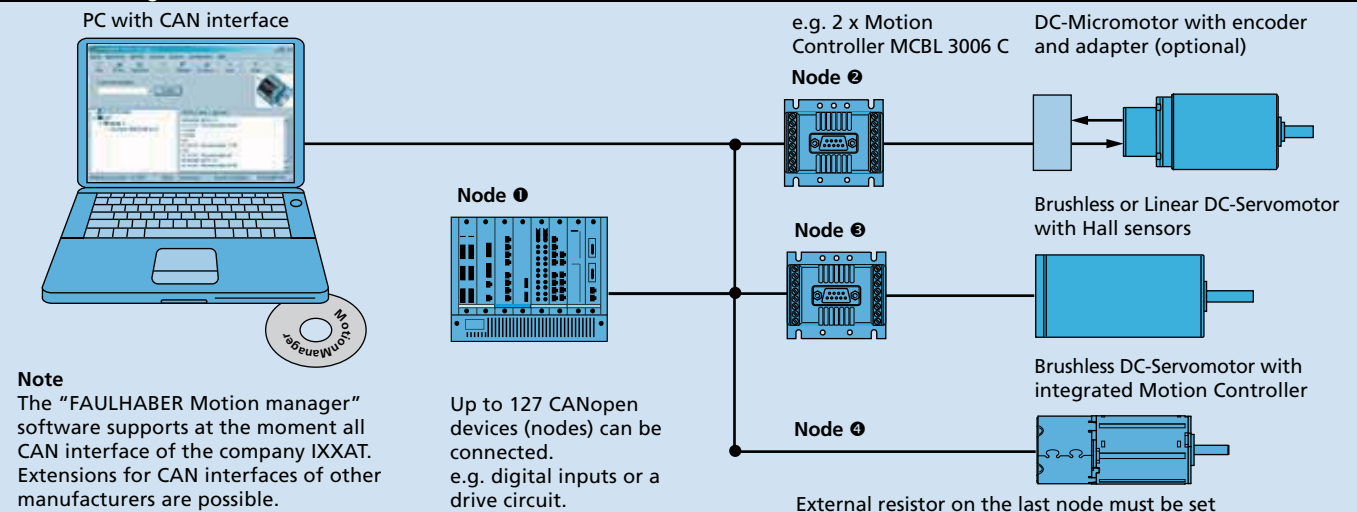 PC with CAN interface
e.g. 2 x Motion
Controller MCBL 3006 C
DC-Micromotor with encoder
and adapter (optional)
Node ❷
Node ❶
Brushless or Linear DC-Servomotor
with Hall sensors
Node ❸
MotionManager
Brushless DC-Servomotor with
integrated Motion Controller
Note
The “FAULHABER Motion manager”
software supports at the moment all
CAN interface of the company IXXAT.
Extensions for CAN interfaces of other
manufacturers are possible.
Up to 127 CANopen
devices (nodes) can be
connected.
e.g. digital inputs or a
drive circuit.
Node ❹
External resistor on the last node must be set